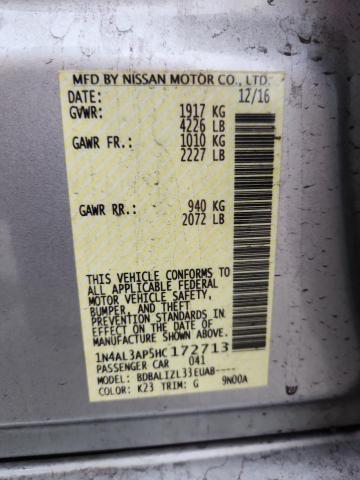 MFD BY NISSAN MOTOR CO., LTD.
DATE: 12/16
GVWR: 1917 KG
4226 LB
GAWR FR.: 1010 KG
2227 LB
GAWR RR.: 940 KG
2072 LB
THIS VEHICLE CONFORMS TO
ALL APPLICABLE FEDERAL
MOTOR VEHICLE SAFETY,
BUMPER, AND THEFT
PREVENTION STANDARDS IN
EFFECT ON THE DATE OF
MANUFACTURE SHOWN ABOVE.
1N4AL3AP5HC172713
PASSENGER CAR 041
MODEL: BDBALIZL33EUAB----
COLOR: K23 TRIM: G 9N00A